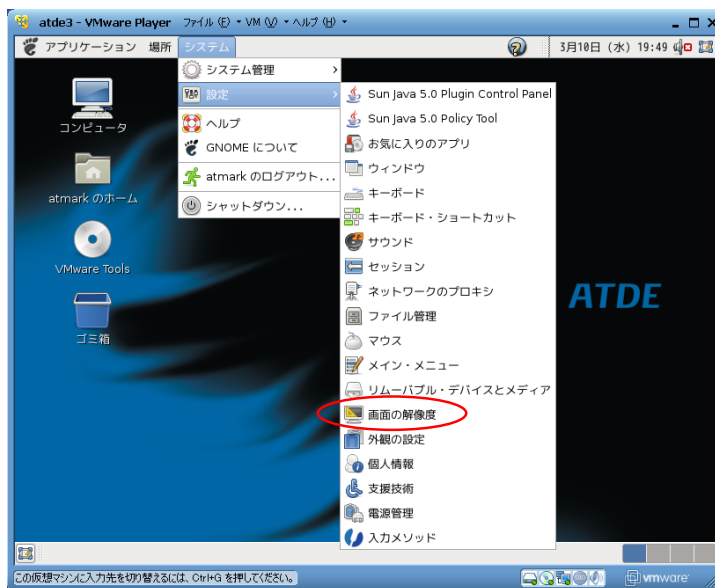 atde3 - VMware Player ファイル (F) VM (V) ヘルプ (H)
アプリケーション 場所 システム 3月10日 (水) 19:49
システム管理
設定
ヘルプ
GNOME について
atmark のログアウト...
シャットダウン...
Sun Java 5.0 Plugin Control Panel
Sun Java 5.0 Policy Tool
お気に入りのアプリ
ウィンドウ
キーボード
キーボード・ショートカット
サウンド
セッション
ネットワークのプロキシ
ファイル管理
マウス
メイン・メニュー
リムーバブル・デバイスとメディア
画面の解像度
外観の設定
個人情報
支援技術
電源管理
入力メソッド
コンピュータ
atmark のホーム
VMware Tools
ゴミ箱
ATDE
この仮想マシンに入力先を切り替えるには、Ctrl+G を押してください。
vmware